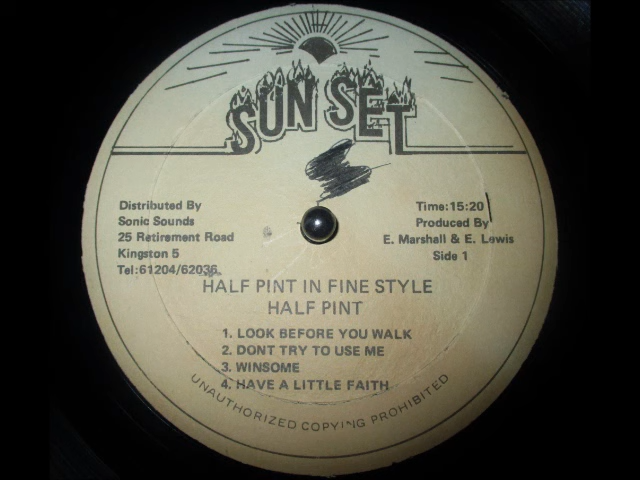 SUN SET
Distributed By
Sonic Sounds
25 Retirement Road
Kingston 5
Tel:61204/62036
Time:15:20
Produced By
E. Marshall & E. Lewis
Side 1
HALF PINT IN FINE STYLE
HALF PINT
1. LOOK BEFORE YOU WALK
2. DONT TRY TO USE ME
3. WINSOME
4. HAVE A LITTLE FAITH
UNAUTHORIZED COPYING PROHIBITED